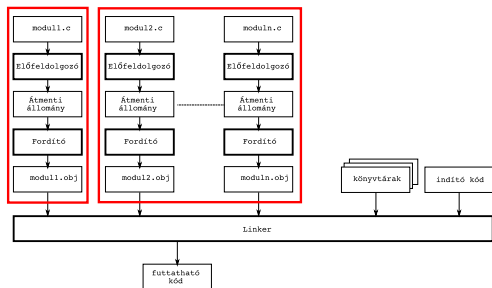 modul1.c
modul2.c
moduln.c
Előfeldolgozó
Előfeldolgozó
Előfeldolgozó
Átmenti
állomány
Átmenti
állomány
Átmenti
állomány
Fordító
Fordító
Fordító
modul1.obj
modul2.obj
moduln.obj
könyvtárak
indító kód
Linker
futtatható
kód